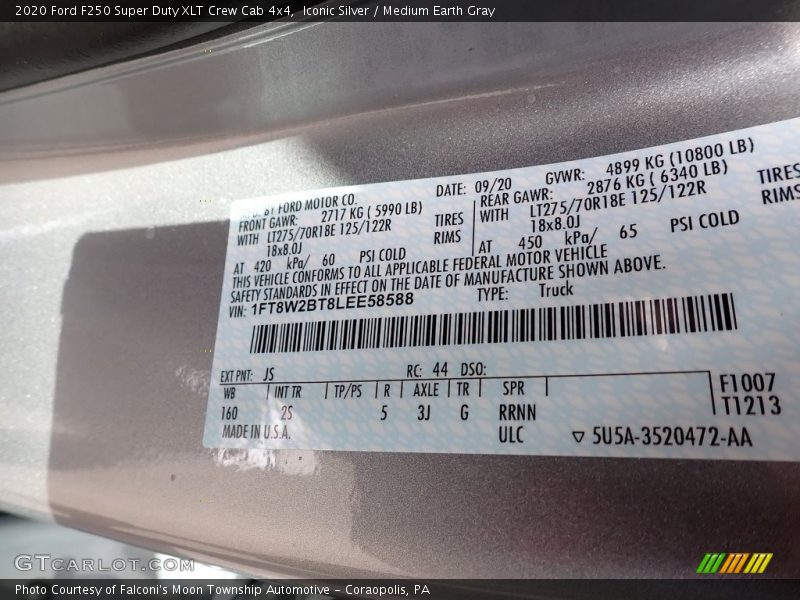 2020 Ford F250 Super Duty XLT Crew Cab 4x4, Iconic Silver / Medium Earth Gray
BY FORD MOTOR CO. DATE: 09/20 GVWR: 4899 KG (10800 LB)
FRONT GAWR: 2717 KG ( 5990 LB) REAR GAWR: 2876 KG ( 6340 LB)
WITH LT275/70R18E 125/122R TIRES WITH LT275/70R18E 125/122R TIRES
18x8.0J RIMS 18x8.0J RIMS
AT 420 kPa/ 60 PSI COLD AT 450 kPa/ 65 PSI COLD
THIS VEHICLE CONFORMS TO ALL APPLICABLE FEDERAL MOTOR VEHICLE
SAFETY STANDARDS IN EFFECT ON THE DATE OF MANUFACTURE SHOWN ABOVE.
VIN: 1FT8W2BT8LEE58588 TYPE: Truck
EXT PNT: JS RC: 44 DSO:
WB INT TR TP/PS R AXLE TR SPR F1007
160 2S 5 3J G RRNN T1213
MADE IN U.S.A. ULC 5U5A-3520472-AA
GTCARLOT.COM
Photo Courtesy of Falconi's Moon Township Automotive – Coraopolis, PA